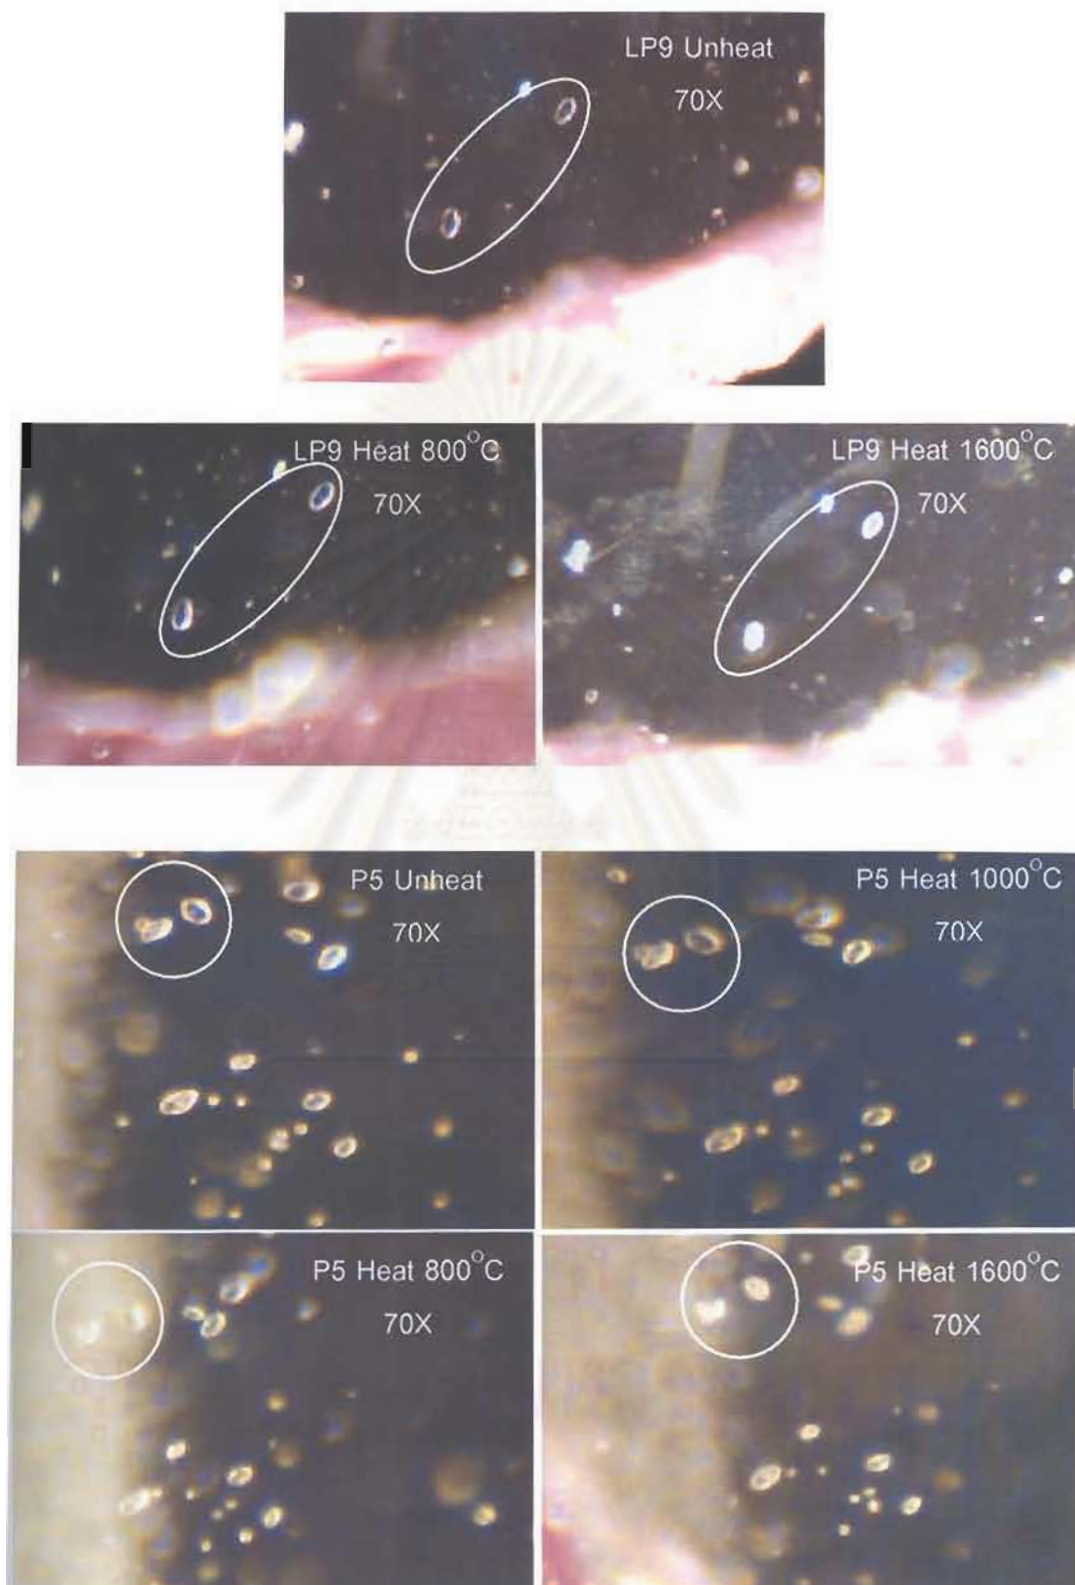 LP9 Unheat
70X
LP9 Heat 800°C
70X
LP9 Heat 1600°C
70X
P5 Unheat
70X
P5 Heat 1000°C
70X
P5 Heat 800°C
70X
P5 Heat 1600°C
70X